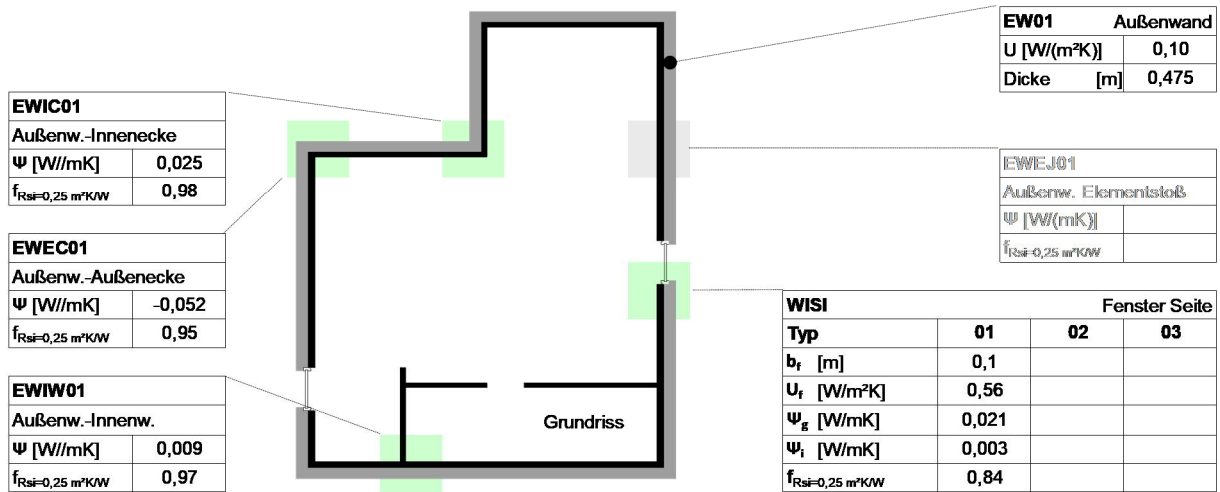 EW01 Außenwand
U [W/(m²K)] 0,10
Dicke [m] 0,475
EWIC01
Außenw.-Innenecke
Ψ [W//mK] 0,025
fRsi=0,25 m²K/W 0,98
EWEJ01
Außenw. Elementstoß
Ψ [W/(mK)]
fRsi=0,25 m²K/W
EWEC01
Außenw.-Außenecke
Ψ [W//mK] -0,052
fRsi=0,25 m²K/W 0,95
WISI Fenster Seite
Typ 01 02 03
bf [m] 0,1
Uf [W/m²K] 0,56
Ψg [W/mK] 0,021
Ψi [W/mK] 0,003
fRsi=0,25 m²K/W 0,84
EWIW01
Außenw.-Innenw.
Ψ [W//mK] 0,009
fRsi=0,25 m²K/W 0,97
Grundriss